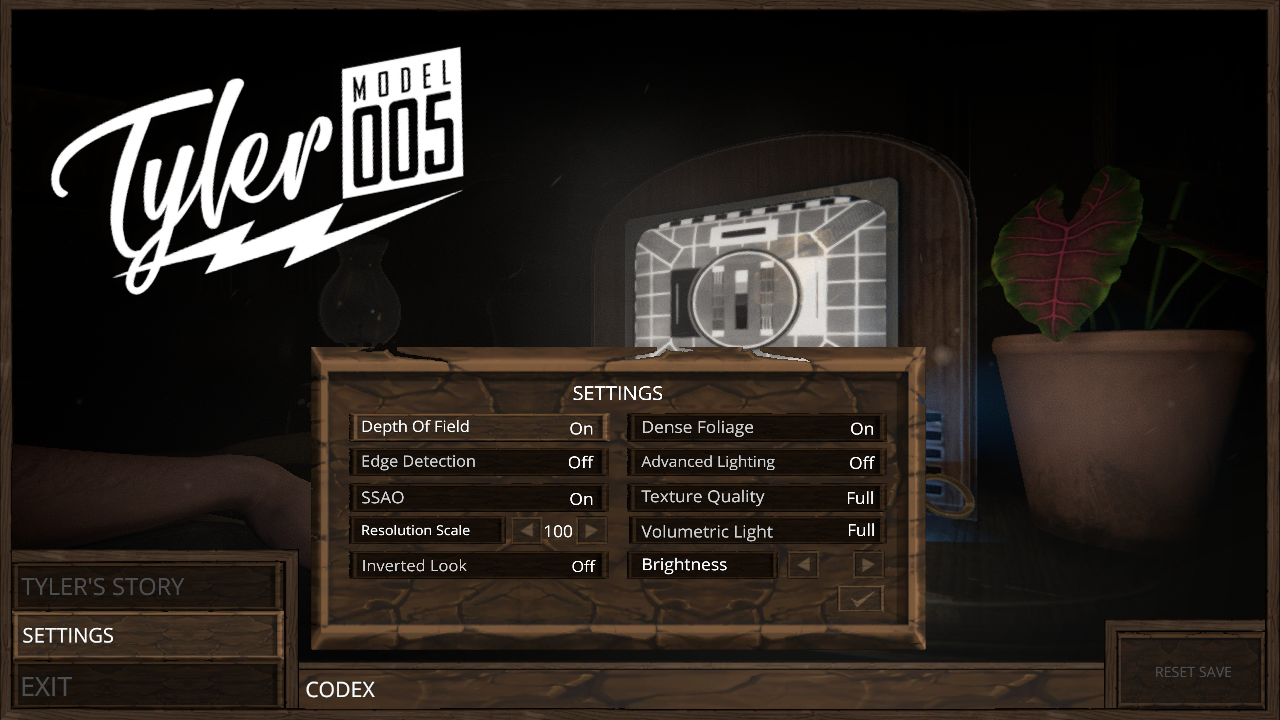 Tyler
MODEL
005
SETTINGS
Depth Of Field On
Edge Detection Off
SSAO On
Resolution Scale 100
Inverted Look Off
Dense Foliage On
Advanced Lighting Off
Texture Quality Full
Volumetric Light Full
Brightness
TYLER'S STORY
SETTINGS
EXIT
CODEX
RESET SAVE